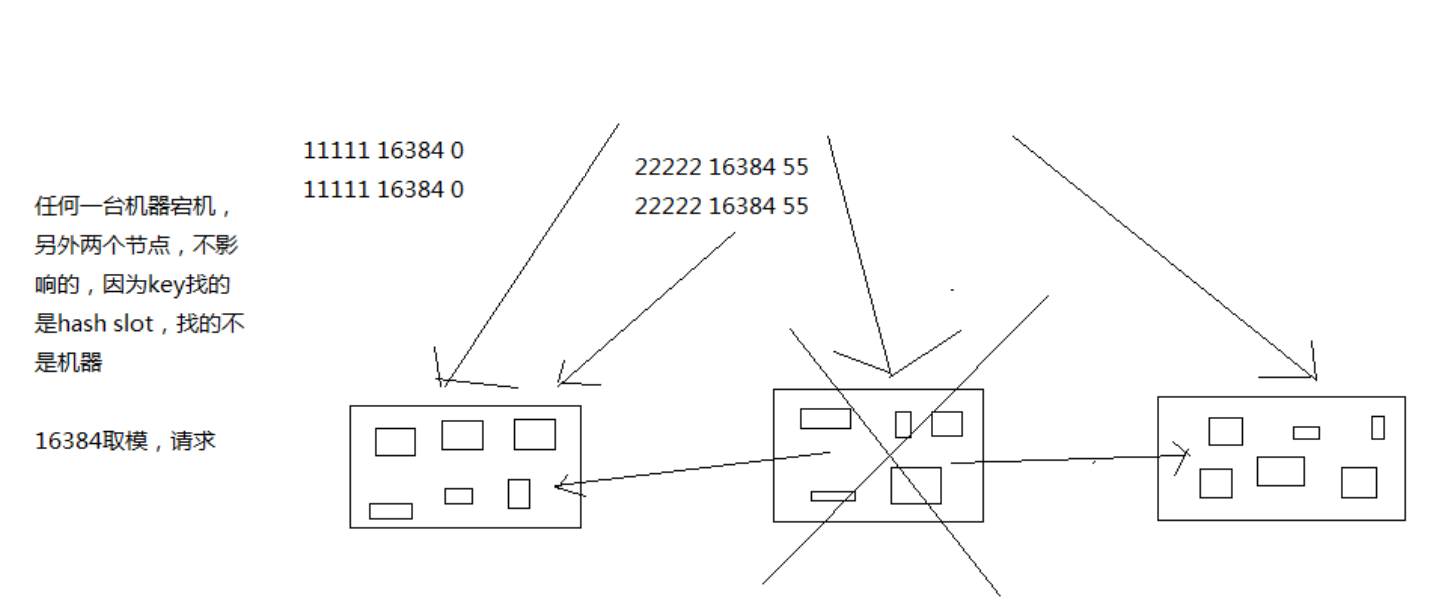 11111 16384 0
11111 16384 0
22222 16384 55
22222 16384 55
任何一台机器宕机，
另外两个节点，不影
响的，因为key找的
是hash slot，找的不
是机器
16384取模，请求